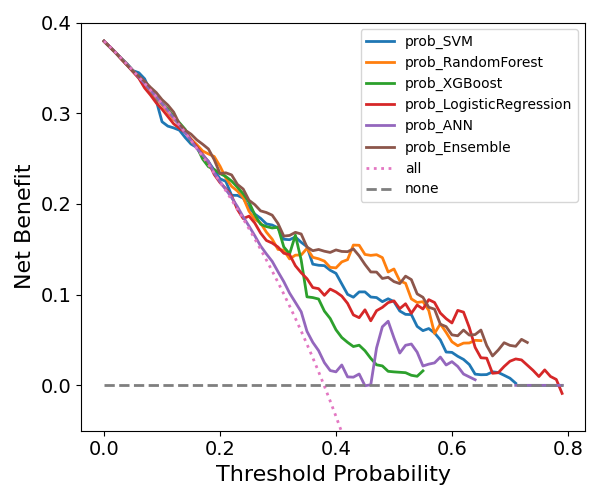 0.4
0.3
0.2
0.1
0.0
Net Benefit
prob_SVM
prob_RandomForest
prob_XGBoost
prob_LogisticRegression
prob_ANN
prob_Ensemble
all
none
0.0 0.2 0.4 0.6 0.8
Threshold Probability